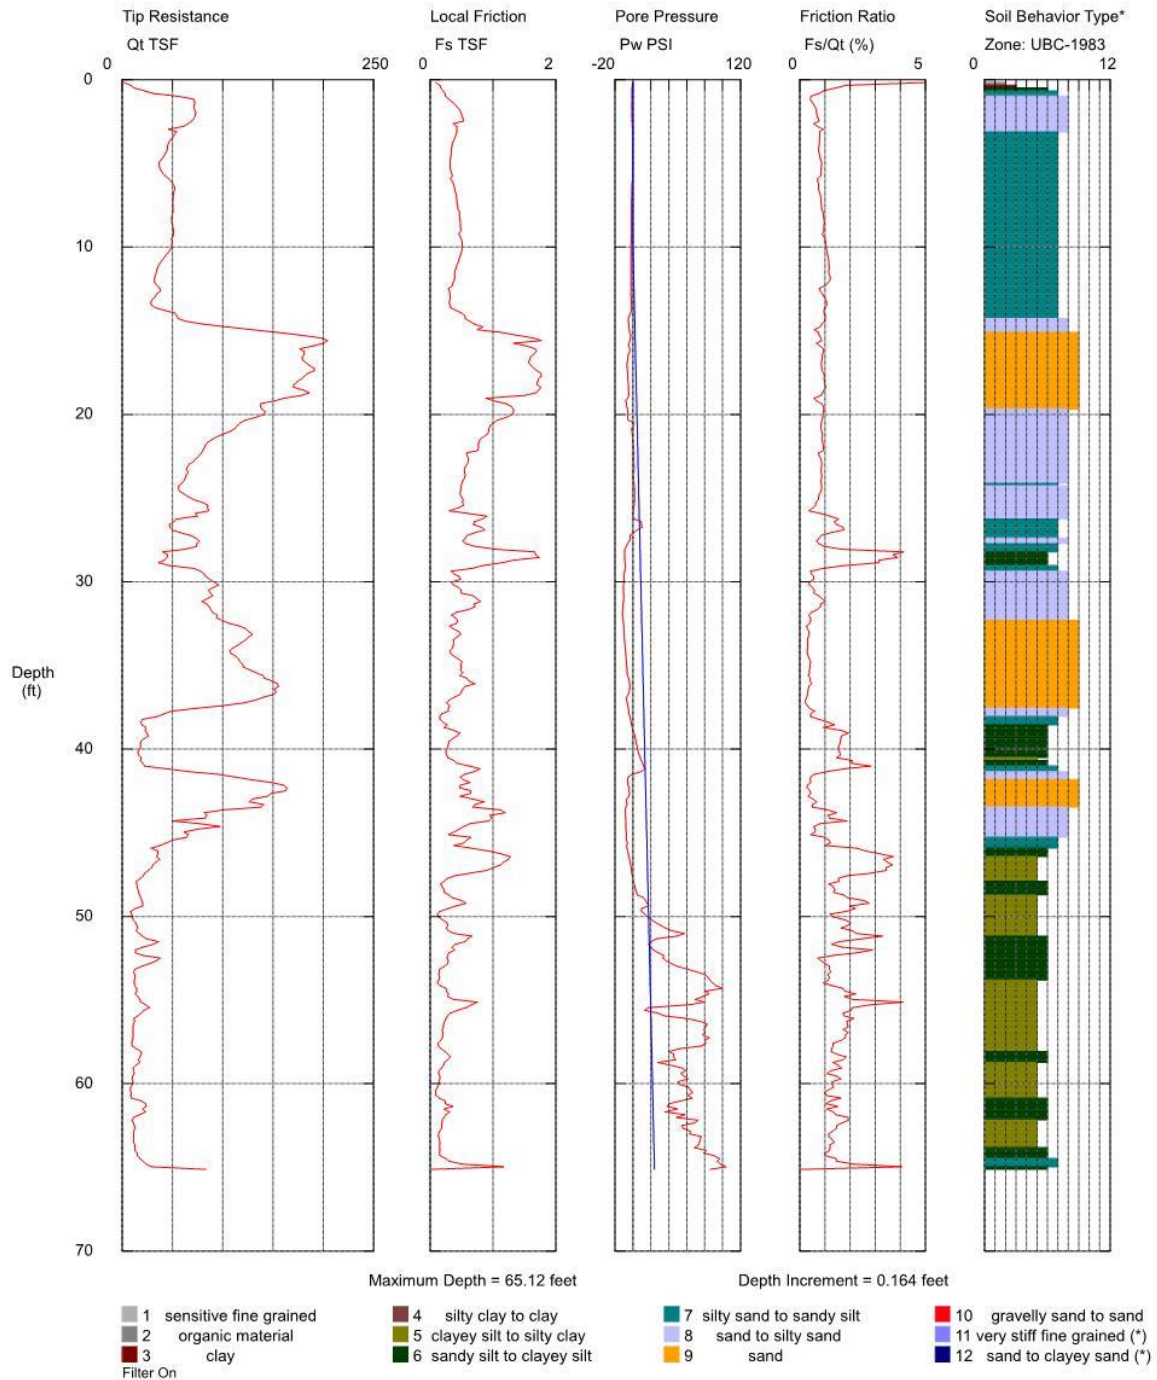 Tip Resistance Local Friction Pore Pressure Friction Ratio Soil Behavior Type*
Qt TSF Fs TSF Pw PSI Fs/Qt (%) Zone: UBC-1983
0 250 0 2 -20 120 0 5 0 12
0
10
20
30
Depth
(ft)
40
50
60
70
Maximum Depth = 65.12 feet Depth Increment = 0.164 feet
1 sensitive fine grained 4 silty clay to clay 7 silty sand to sandy silt 10 gravelly sand to sand
2 organic material 5 clayey silt to silty clay 8 sand to silty sand 11 very stiff fine grained (*)
3 clay 6 sandy silt to clayey silt 9 sand 12 sand to clayey sand (*)
Filter On